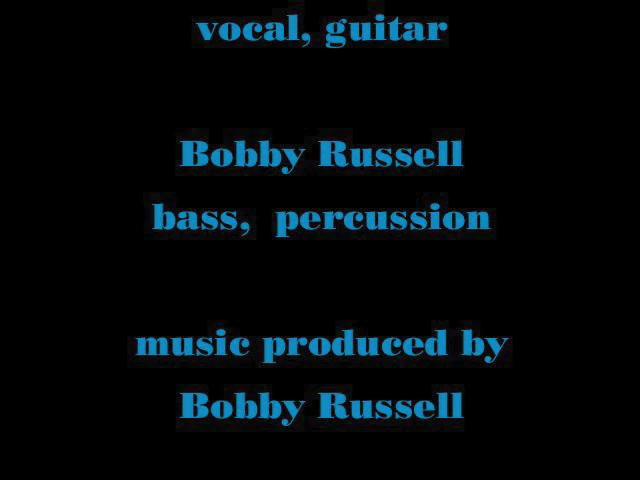 vocal, guitar
Bobby Russell
bass, percussion
music produced by
Bobby Russell